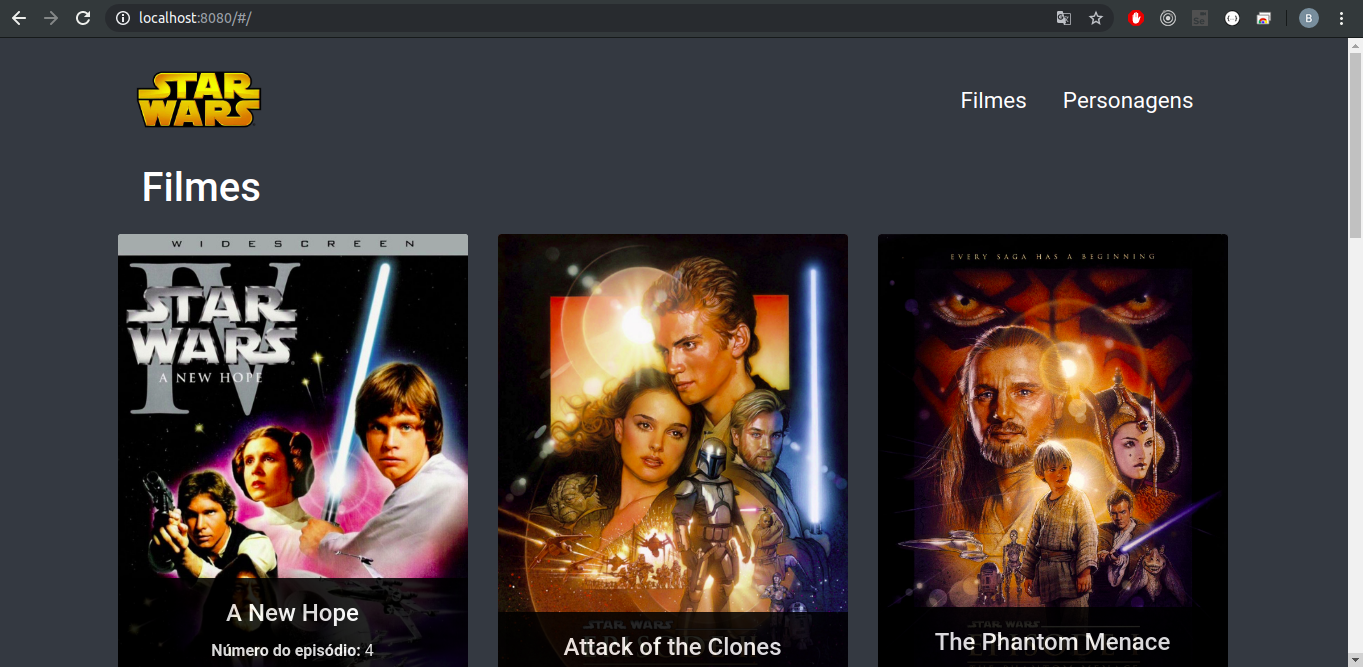 localhost:8080/#/
B
STAR
WARS
Filmes Personagens
Filmes
WIDESCREEN
IV
STAR
WARS
A NEW HOPE
A New Hope
Número do episódio: 4
STAR WARS
Attack of the Clones
EVERY SAGA HAS A BEGINNING
STAR WARS
The Phantom Menace